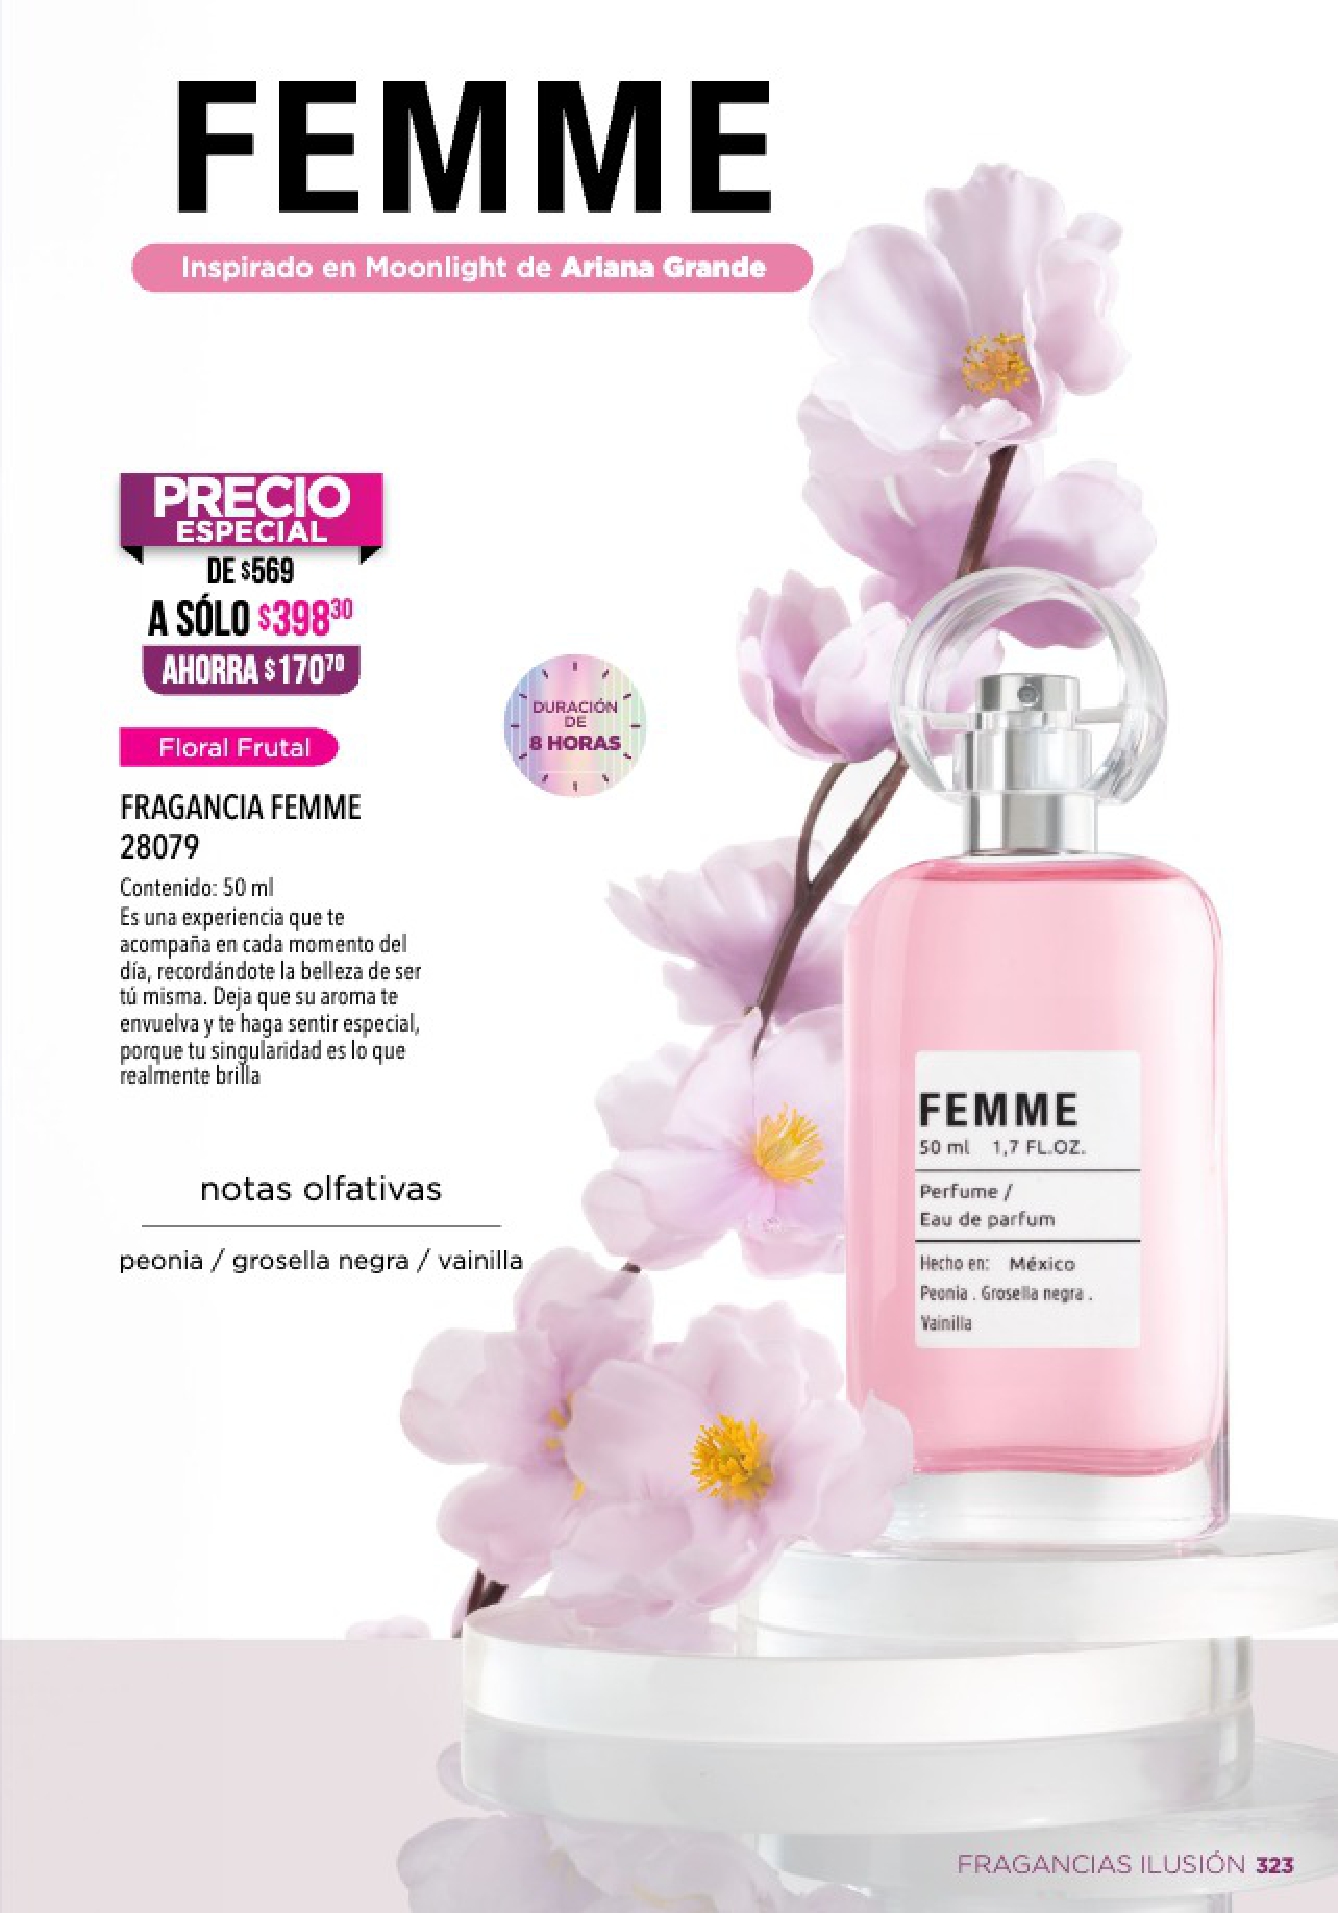 FEMME
Inspirado en Moonlight de Ariana Grande
PRECIO
ESPECIAL
DE $569
A SÓLO $39830
AHORRA $17070
Floral Frutal
DURACIÓN
DE
8 HORAS
FRAGANCIA FEMME
28079
Contenido: 50 ml
Es una experiencia que te
acompaña en cada momento del
día, recordándote la belleza de ser
tú misma. Deja que su aroma te
envuelva y te haga sentir especial,
porque tu singularidad es lo que
realmente brilla
notas olfativas
peonia / grosella negra / vainilla
FEMME
50 ml 1,7 FL.OZ.
Perfume /
Eau de parfum
Hecho en: México
Peonia . Grosella negra .
Vainilla
FRAGANCIAS ILUSIÓN 323